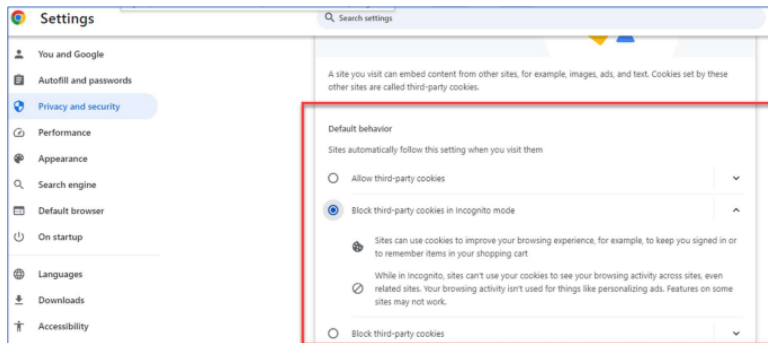 Settings
Search settings
You and Google
Autofill and passwords
Privacy and security
Performance
Appearance
Search engine
Default browser
On startup
Languages
Downloads
Accessibility
A site you visit can embed content from other sites, for example, images, ads, and text. Cookies set by these
other sites are called third-party cookies.
Default behavior
Sites automatically follow this setting when you visit them
Allow third-party cookies
Block third-party cookies in Incognito mode
Sites can use cookies to improve your browsing experience, for example, to keep you signed in or
to remember items in your shopping cart
While in Incognito, sites can't use your cookies to see your browsing activity across sites, even
related sites. Your browsing activity isn't used for things like personalizing ads. Features on some
sites may not work.
Block third-party cookies